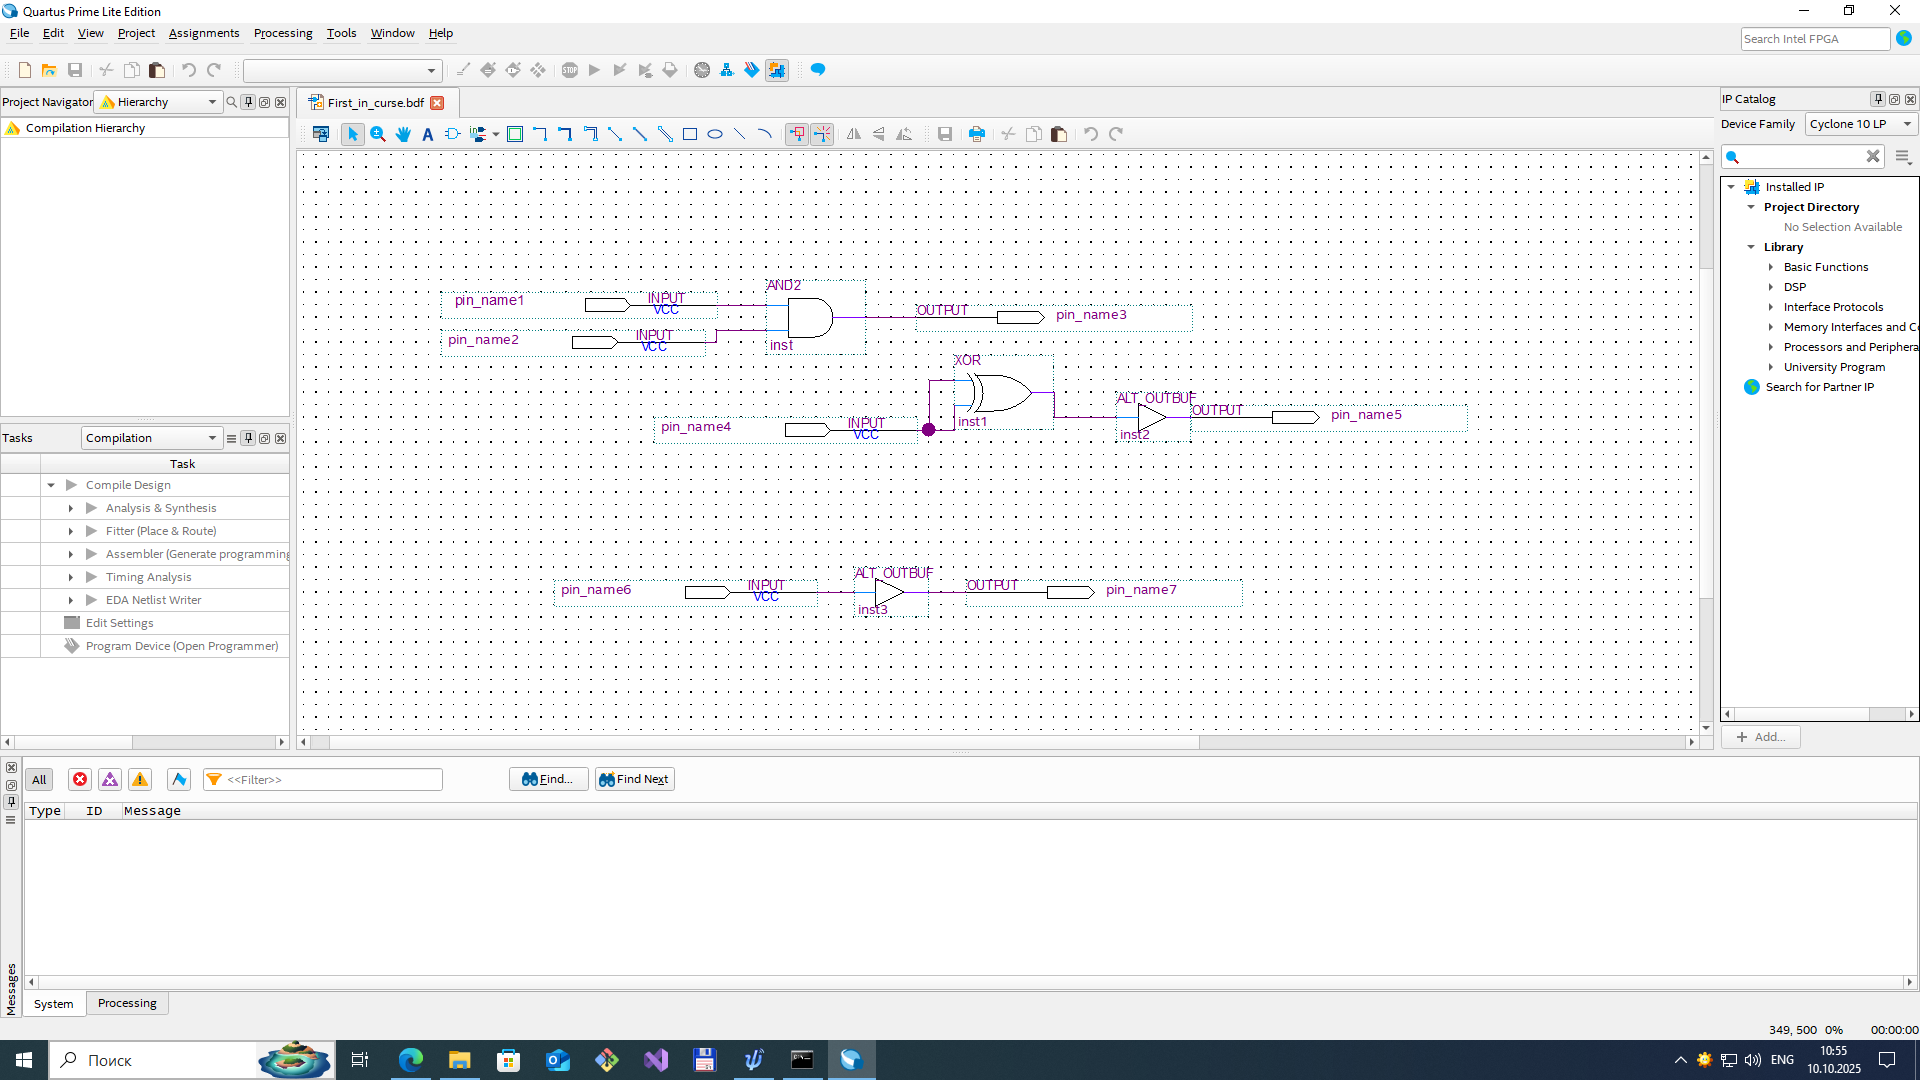 Quartus Prime Lite Edition
File Edit View Project Assignments Processing Tools Window Help
Search Intel FPGA
Project Navigator Hierarchy
Compilation Hierarchy
First_in_curse.bdf
pin_name1 INPUT VCC
pin_name2 INPUT VCC
AND2
inst
OUTPUT pin_name3
XOR
inst1
pin_name4 INPUT VCC
ALT_OUTBUF
inst2
OUTPUT pin_name5
pin_name6 INPUT VCC
ALT_OUTBUF
inst3
OUTPUT pin_name7
IP Catalog
Device Family Cyclone 10 LP
Installed IP
Project Directory
No Selection Available
Library
Basic Functions
DSP
Interface Protocols
Memory Interfaces and Co
Processors and Periphera
University Program
Search for Partner IP
+ Add...
Tasks Compilation
Task
Compile Design
Analysis & Synthesis
Fitter (Place & Route)
Assembler (Generate programming
Timing Analysis
EDA Netlist Writer
Edit Settings
Program Device (Open Programmer)
All <<Filter>> Find... Find Next
Type ID Message
Messages
System Processing
349, 500 0% 00:00:00
Поиск
ENG
10:55
10.10.2025